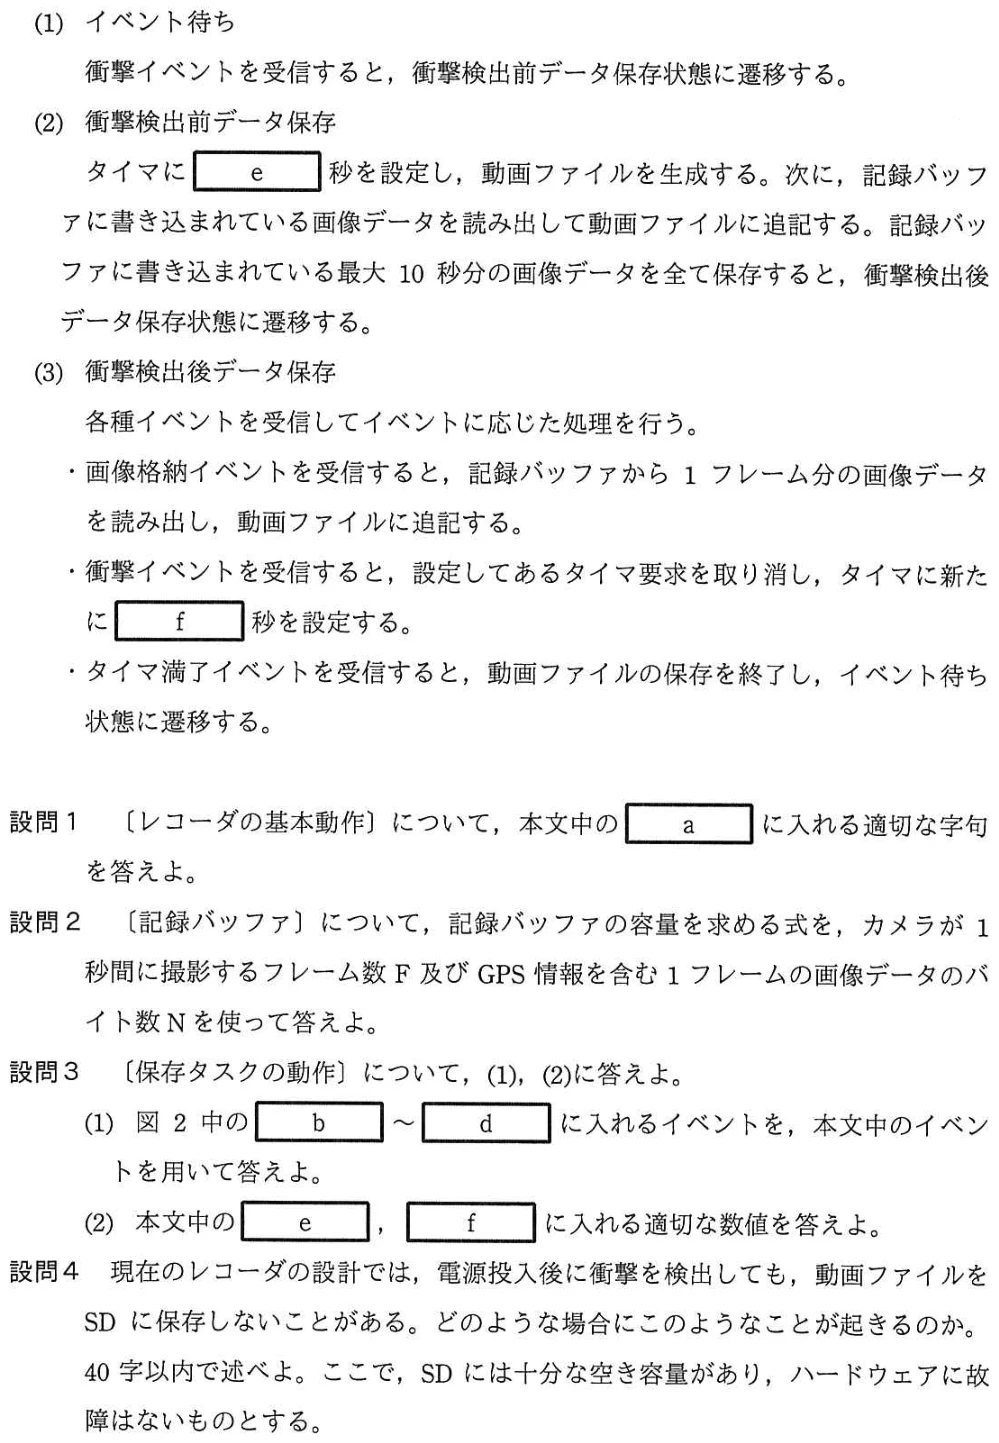 (1) イベント待ち
衝撃イベントを受信すると，衝撃検出前データ保存状態に遷移する。
(2) 衝撃検出前データ保存
タイマに e 秒を設定し，動画ファイルを生成する。次に，記録バッフ
ァに書き込まれている画像データを読み出して動画ファイルに追記する。記録バッ
ファに書き込まれている最大 10 秒分の画像データを全て保存すると，衝撃検出後
データ保存状態に遷移する。
(3) 衝撃検出後データ保存
各種イベントを受信してイベントに応じた処理を行う。
・画像格納イベントを受信すると，記録バッファから 1 フレーム分の画像データ
を読み出し，動画ファイルに追記する。
・衝撃イベントを受信すると，設定してあるタイマ要求を取り消し，タイマに新た
に f 秒を設定する。
・タイマ満了イベントを受信すると，動画ファイルの保存を終了し，イベント待ち
状態に遷移する。
設問1 〔レコーダの基本動作〕について，本文中の a に入れる適切な字句
を答えよ。
設問2 〔記録バッファ〕について，記録バッファの容量を求める式を，カメラが 1
秒間に撮影するフレーム数 F 及び GPS 情報を含む 1 フレームの画像データのバ
イト数 N を使って答えよ。
設問3 〔保存タスクの動作〕について，(1)，(2)に答えよ。
(1) 図 2 中の b ～ d に入れるイベントを，本文中のイベン
トを用いて答えよ。
(2) 本文中の e ， f に入れる適切な数値を答えよ。
設問4 現在のレコーダの設計では，電源投入後に衝撃を検出しても，動画ファイルを
SD に保存しないことがある。どのような場合にこのようなことが起きるのか。
40 字以内で述べよ。ここで，SD には十分な空き容量があり，ハードウェアに故
障はないものとする。